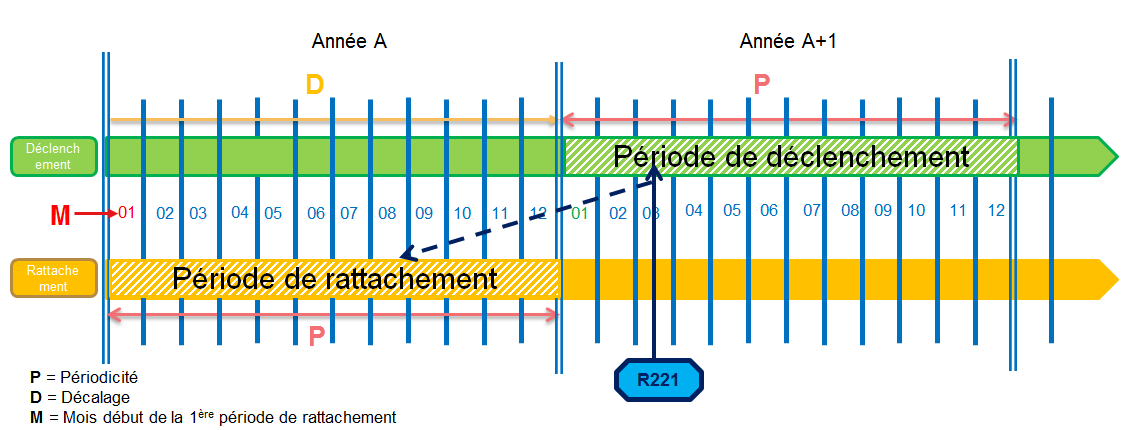 Année A
Année A+1
D
P
Déclench
ement
Période de déclenchement
M
01 02 03 04 05 06 07 08 09 10 11 12 01 02 03 04 05 06 07 08 09 10 11 12
Rattache
ment
Période de rattachement
P
R221
P = Périodicité
D = Décalage
M = Mois début de la 1ère période de rattachement